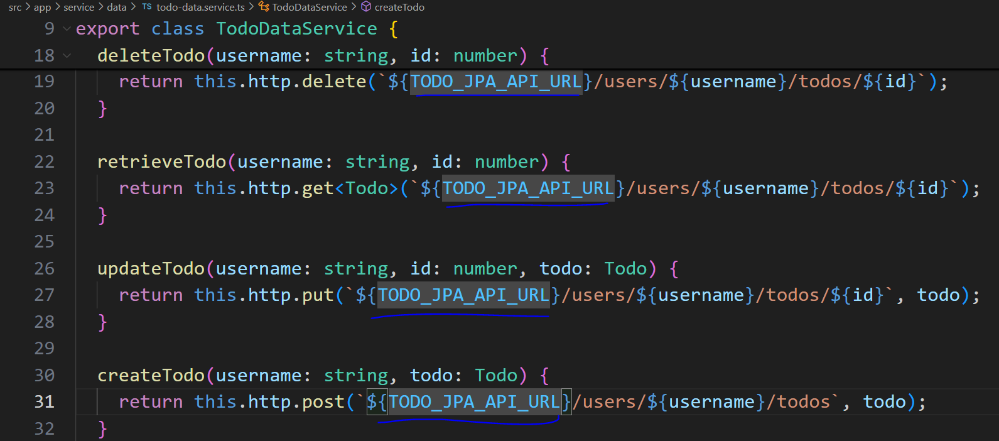 src > app > service > data > TS todo-data.service.ts > TodoDataService > createTodo
9 export class TodoDataService {
18 deleteTodo(username: string, id: number) {
19 return this.http.delete(`${TODO_JPA_API_URL}/users/${username}/todos/${id}`);
20 }
21
22 retrieveTodo(username: string, id: number) {
23 return this.http.get<Todo>(`${TODO_JPA_API_URL}/users/${username}/todos/${id}`);
24 }
25
26 updateTodo(username: string, id: number, todo: Todo) {
27 return this.http.put(`${TODO_JPA_API_URL}/users/${username}/todos/${id}`, todo);
28 }
29
30 createTodo(username: string, todo: Todo) {
31 return this.http.post(`${TODO_JPA_API_URL}/users/${username}/todos`, todo);
32 }